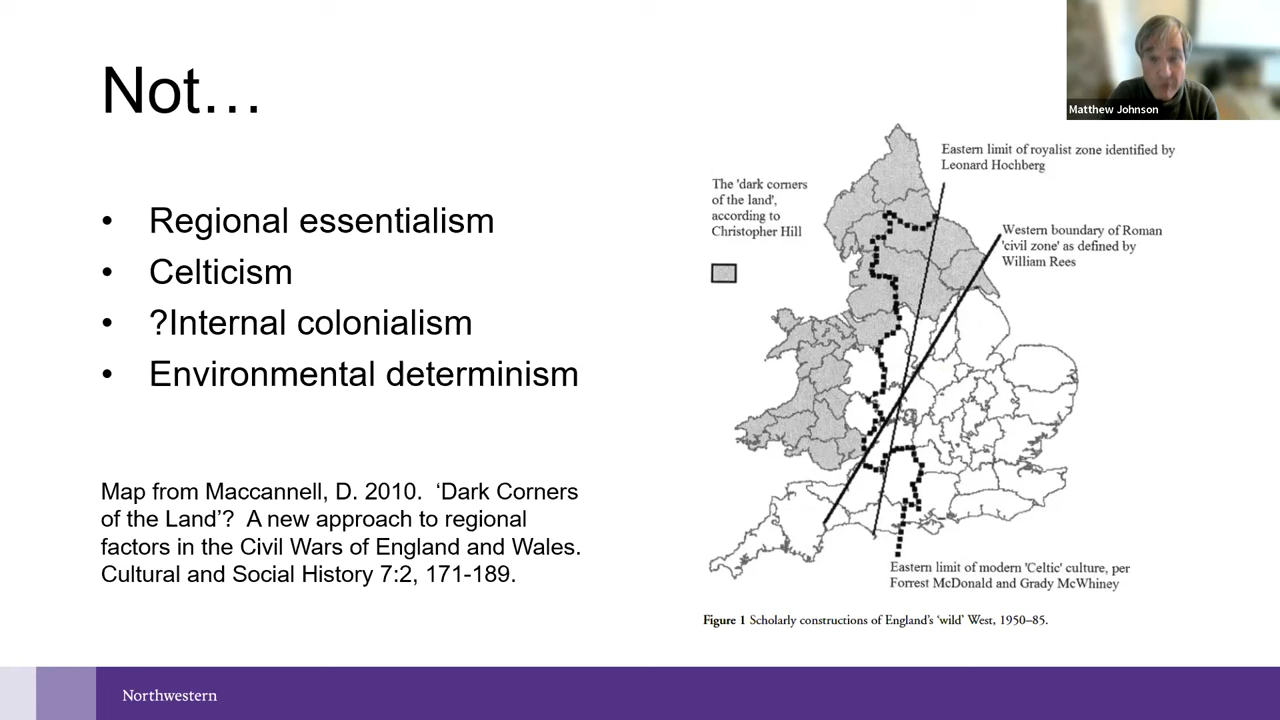 Not…
• Regional essentialism
• Celticism
• ?Internal colonialism
• Environmental determinism
Map from Maccannell, D. 2010. ‘Dark Corners
of the Land’? A new approach to regional
factors in the Civil Wars of England and Wales.
Cultural and Social History 7:2, 171-189.
Matthew Johnson
Eastern limit of royalist zone identified by
Leonard Hochberg
The 'dark corners
of the land',
according to
Christopher Hill
Western boundary of Roman
'civil zone' as defined by
William Rees
Eastern limit of modern 'Celtic' culture, per
Forrest McDonald and Grady McWhiney
Figure 1 Scholarly constructions of England’s ‘wild’ West, 1950–85.
Northwestern